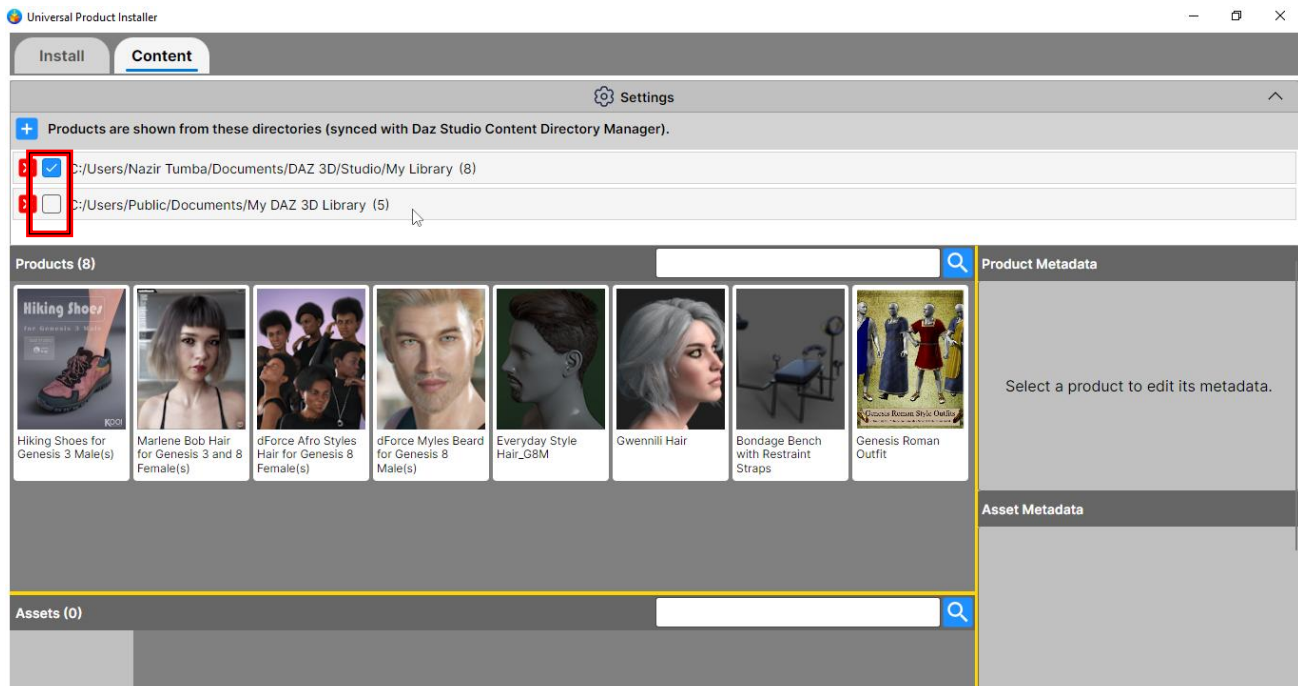 Universal Product Installer
Install
Content
Settings
Products are shown from these directories (synced with Daz Studio Content Directory Manager).
C:/Users/Nazir Tumba/Documents/DAZ 3D/Studio/My Library (8)
C:/Users/Public/Documents/My DAZ 3D Library (5)
Products (8)
Product Metadata
Hiking Shoes
for Genesis 3 Male
Genesis Roman Style Outfits
Hiking Shoes for
Genesis 3 Male(s)
Marlene Bob Hair
for Genesis 3 and 8
Female(s)
dForce Afro Styles
Hair for Genesis 8
Female(s)
dForce Myles Beard
for Genesis 8
Male(s)
Everyday Style
Hair_G8M
Gwennili Hair
Bondage Bench
with Restraint
Straps
Genesis Roman
Outfit
Select a product to edit its metadata.
Asset Metadata
Assets (0)